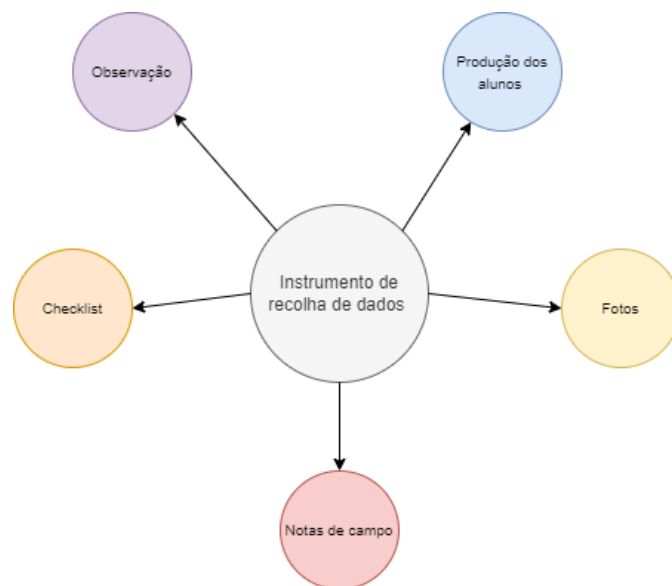 Observação
Produção dos
alunos
Instrumento de
recolha de dados
Checklist
Fotos
Notas de campo